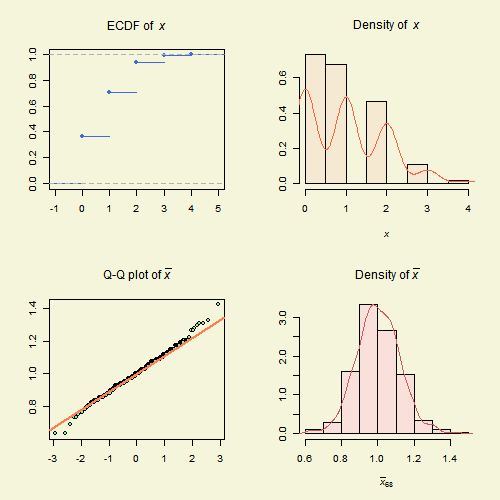 ECDF of x
0.0 0.2 0.4 0.6 0.8 1.0
-1 0 1 2 3 4 5
Density of x
0.0 0.2 0.4 0.6
0 1 2 3 4
x
Q-Q plot of x̅
0.8 1.0 1.2 1.4
-3 -2 -1 0 1 2 3
Density of x̅
0.0 1.0 2.0 3.0
0.6 0.8 1.0 1.2 1.4
x̅68